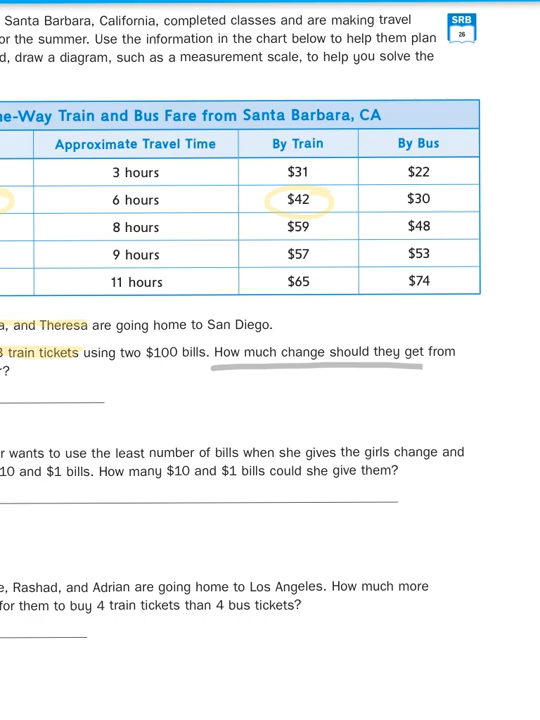 Santa Barbara, California, completed classes and are making travel
or the summer. Use the information in the chart below to help them plan
d, draw a diagram, such as a measurement scale, to help you solve the
SRB
26
ne-Way Train and Bus Fare from Santa Barbara, CA
Approximate Travel Time By Train By Bus
3 hours $31 $22
6 hours $42 $30
8 hours $59 $48
9 hours $57 $53
11 hours $65 $74
a, and Theresa are going home to San Diego.
3 train tickets using two $100 bills. How much change should they get from
r?
r wants to use the least number of bills when she gives the girls change and
10 and $1 bills. How many $10 and $1 bills could she give them?
e, Rashad, and Adrian are going home to Los Angeles. How much more
for them to buy 4 train tickets than 4 bus tickets?